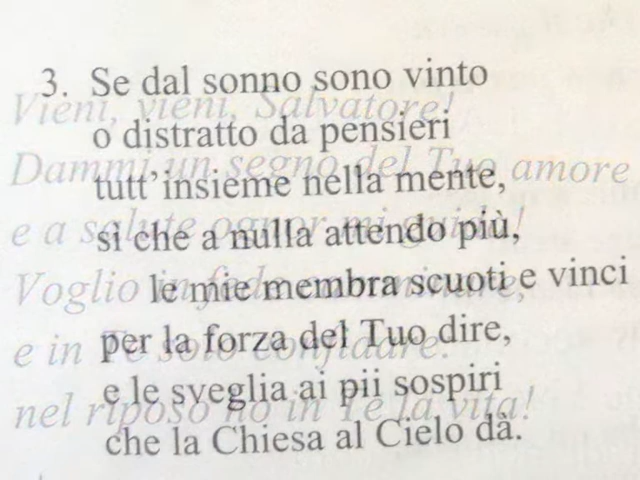 3. Se dal sonno sono vinto
o distratto da pensieri
tutt'insieme nella mente,
sì che a nulla attendo più,
le mie membra scuoti e vinci
per la forza del Tuo dire,
e le sveglia ai pii sospiri
che la Chiesa al Cielo dà.
Vieni, vieni, Salvatore!
Dammi un segno del Tuo amore
e a salute ognor mi
Voglio in fede
e in Te solo confidare:
nel riposo ho in Te la vita!